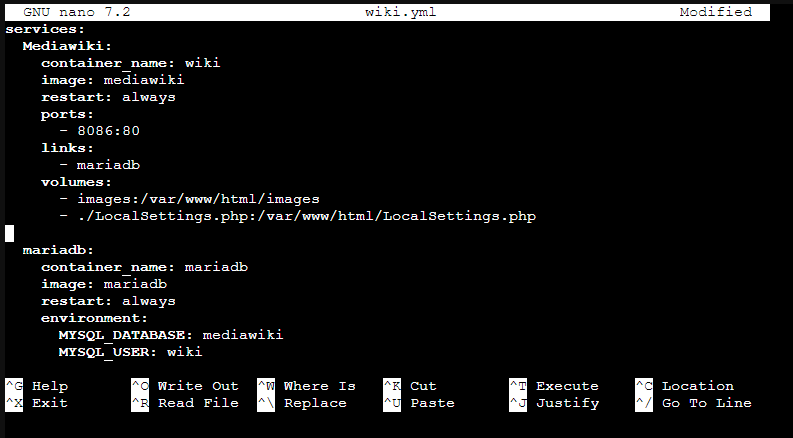 GNU nano 7.2 wiki.yml Modified
services:
  Mediawiki:
    container_name: wiki
    image: mediawiki
    restart: always
    ports:
      - 8086:80
    links:
      - mariadb
    volumes:
      - images:/var/www/html/images
      - ./LocalSettings.php:/var/www/html/LocalSettings.php
  mariadb:
    container_name: mariadb
    image: mariadb
    restart: always
    environment:
      MYSQL_DATABASE: mediawiki
      MYSQL_USER: wiki
^G Help ^O Write Out ^W Where Is ^K Cut ^T Execute ^C Location
^X Exit ^R Read File ^\ Replace ^U Paste ^J Justify ^/ Go To Line